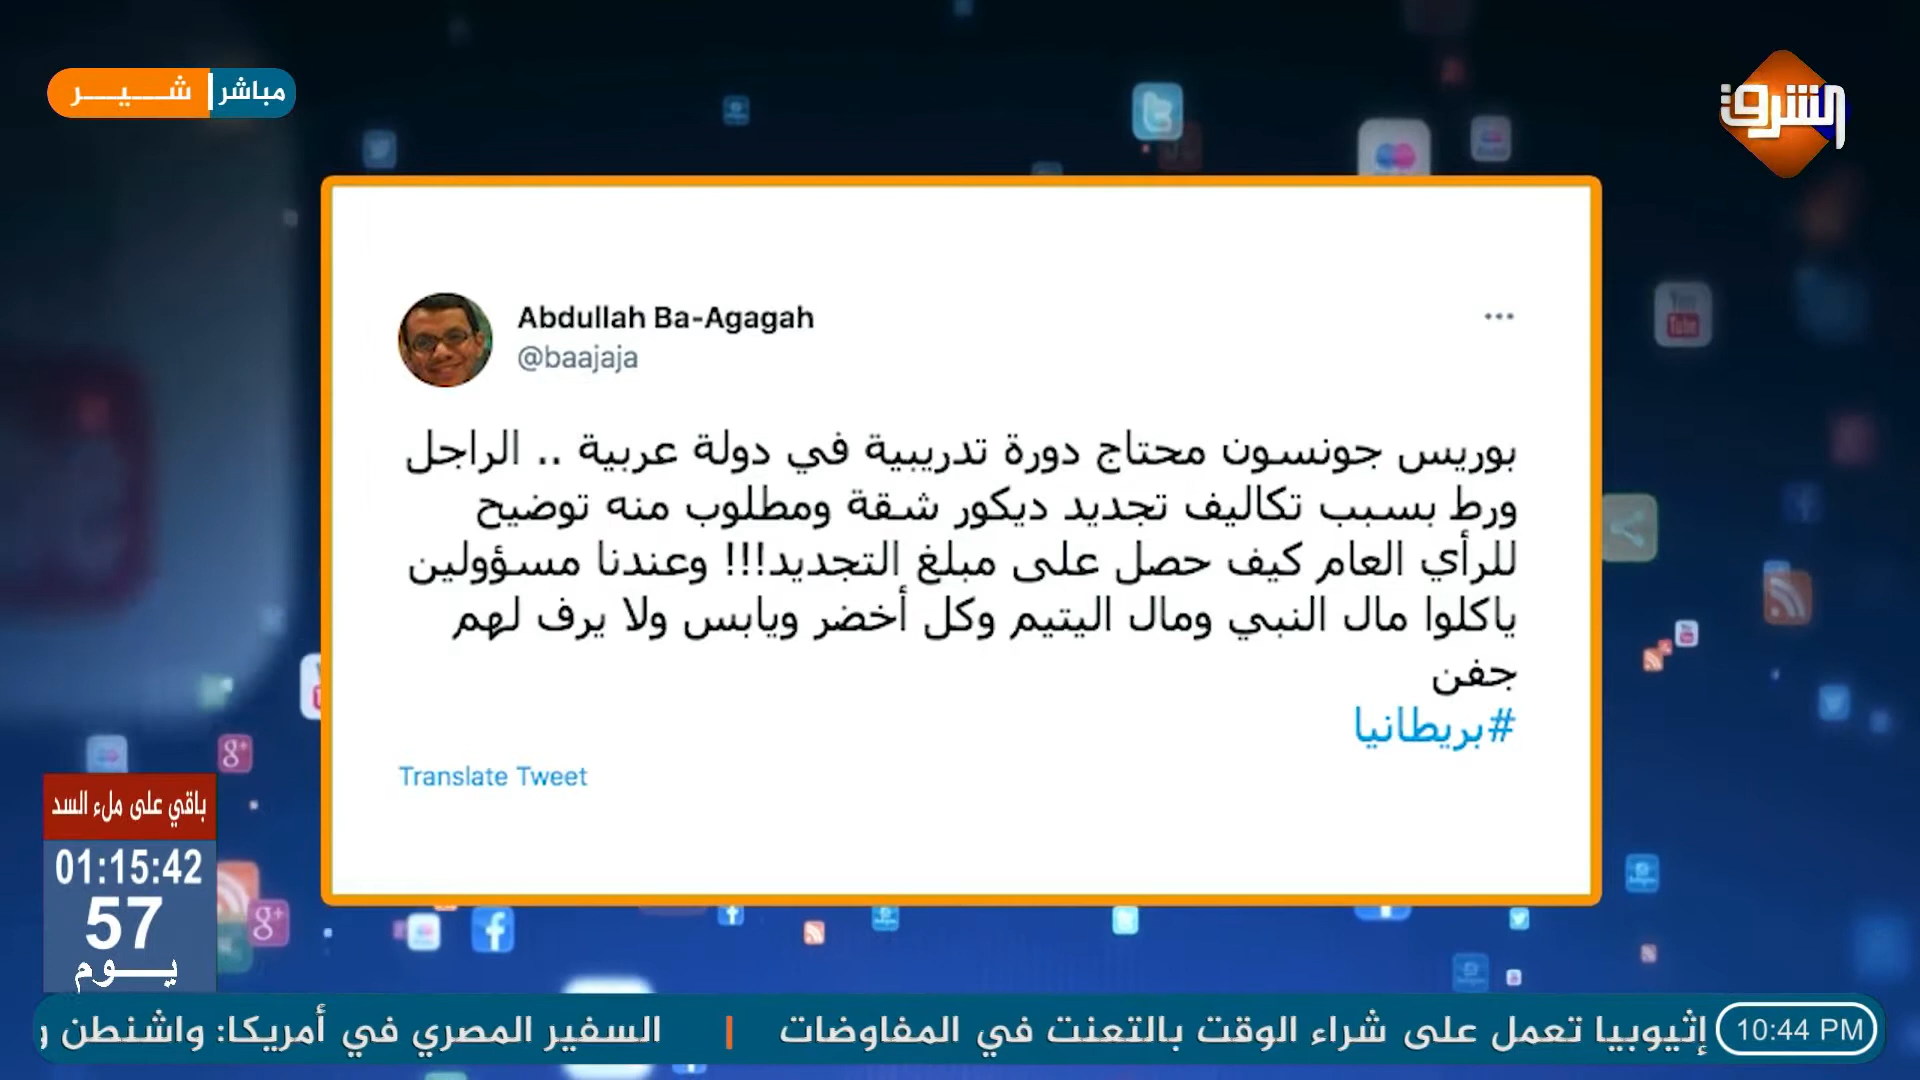 شـــيـــر | مباشر
الشرق
Abdullah Ba-Agagah
@baajaja
بوريس جونسون محتاج دورة تدريبية في دولة عربية .. الراجل
ورط بسبب تكاليف تجديد ديكور شقة ومطلوب منه توضيح
للرأي العام كيف حصل على مبلغ التجديد!!! وعندنا مسؤولين
ياكلوا مال النبي ومال اليتيم وكل أخضر ويابس ولا يرف لهم
جفن
#بريطانيا
Translate Tweet
باقي على ملء السد
01:15:42
57
يـــوم
10:44 PM
إثيوبيا تعمل على شراء الوقت بالتعنت في المفاوضات | السفير المصري في أمريكا: واشنطن